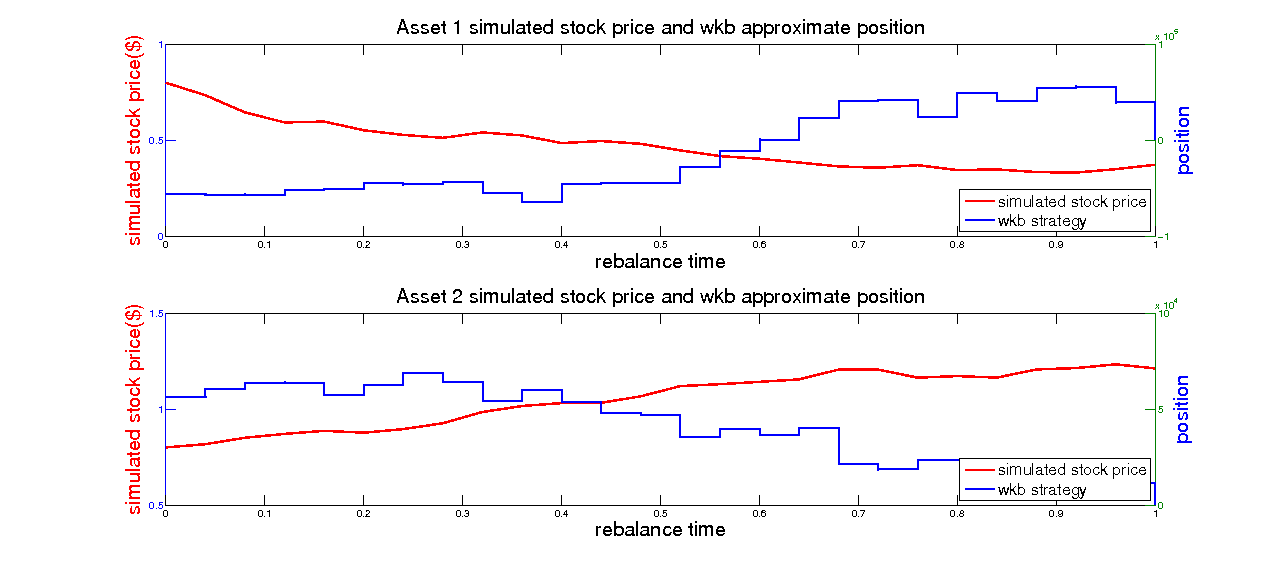 Asset 1 simulated stock price and wkb approximate position
x 10^5
simulated stock price($)
position
1
0.5
0
1
0
-1
0 0.1 0.2 0.3 0.4 0.5 0.6 0.7 0.8 0.9 1
rebalance time
simulated stock price
wkb strategy
Asset 2 simulated stock price and wkb approximate position
x 10^4
simulated stock price($)
position
1.5
1
0.5
10
5
0
0 0.1 0.2 0.3 0.4 0.5 0.6 0.7 0.8 0.9 1
rebalance time
simulated stock price
wkb strategy